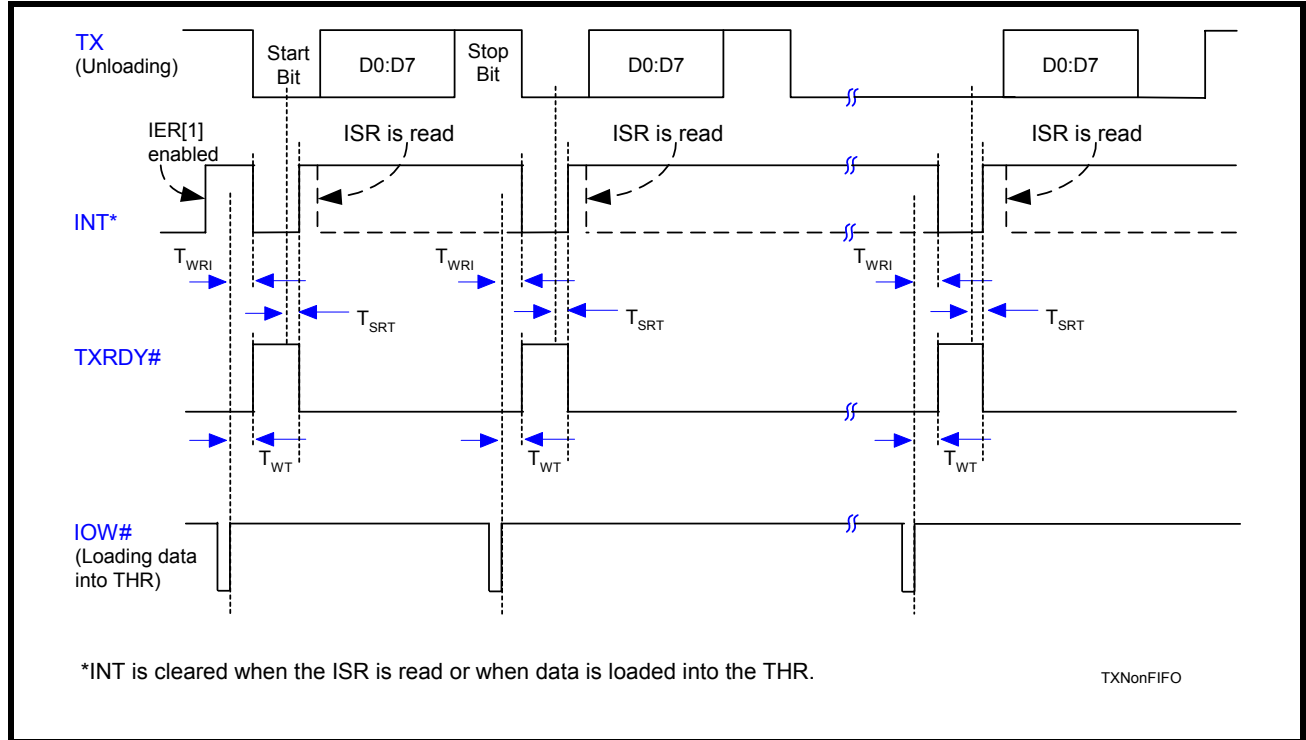 TX
(Unloading)
Start
Bit
D0:D7
Stop
Bit
D0:D7
D0:D7
IER[1]
enabled
ISR is read
ISR is read
ISR is read
INT*
TWRI
TWRI
TWRI
TSRT
TSRT
TSRT
TXRDY#
TWT
TWT
TWT
IOW#
(Loading data
into THR)
*INT is cleared when the ISR is read or when data is loaded into the THR.
TXNonFIFO